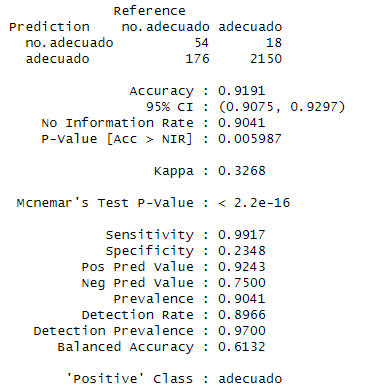 Reference
Prediction no.adecuado adecuado
no.adecuado 54 18
adecuado 176 2150
Accuracy : 0.9191
95% CI : (0.9075, 0.9297)
No Information Rate : 0.9041
P-Value [Acc > NIR] : 0.005987
Kappa : 0.3268
Mcnemar's Test P-Value : < 2.2e-16
Sensitivity : 0.9917
Specificity : 0.2348
Pos Pred Value : 0.9243
Neg Pred Value : 0.7500
Prevalence : 0.9041
Detection Rate : 0.8966
Detection Prevalence : 0.9700
Balanced Accuracy : 0.6132
'Positive' Class : adecuado